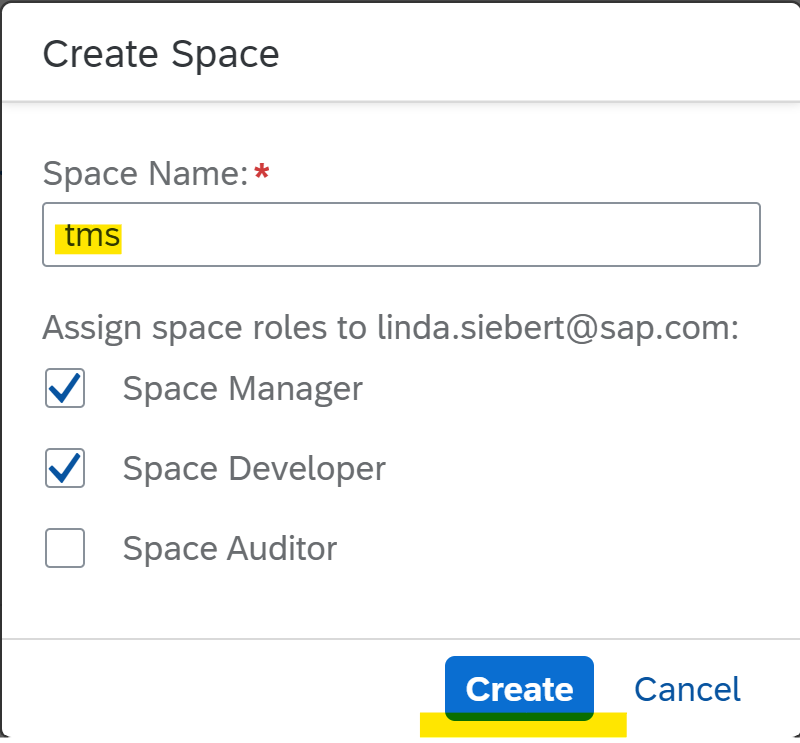 Create Space
Space Name:*
tms
Assign space roles to linda.siebert@sap.com:
Space Manager
Space Developer
Space Auditor
Create Cancel